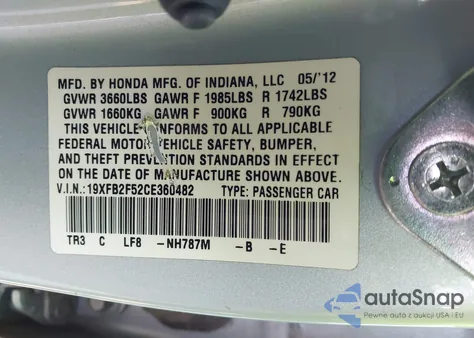 MFD. BY HONDA MFG. OF INDIANA, LLC 05/'12
GVWR 3660LBS GAWR F 1985LBS R 1742LBS
GVWR 1660KG GAWR F 900KG R 790KG
THIS VEHICLE CONFORMS TO ALL APPLICABLE
FEDERAL MOTOR VEHICLE SAFETY, BUMPER,
AND THEFT PREVENTION STANDARDS IN EFFECT
ON THE DATE OF MANUFACTURE SHOWN ABOVE.
V.I.N.: 19XFB2F52CE360482 TYPE: PASSENGER CAR
TR3 C LF8 -NH787M -B -E
autoSnap
Pewne auta z aukcji USA i EU